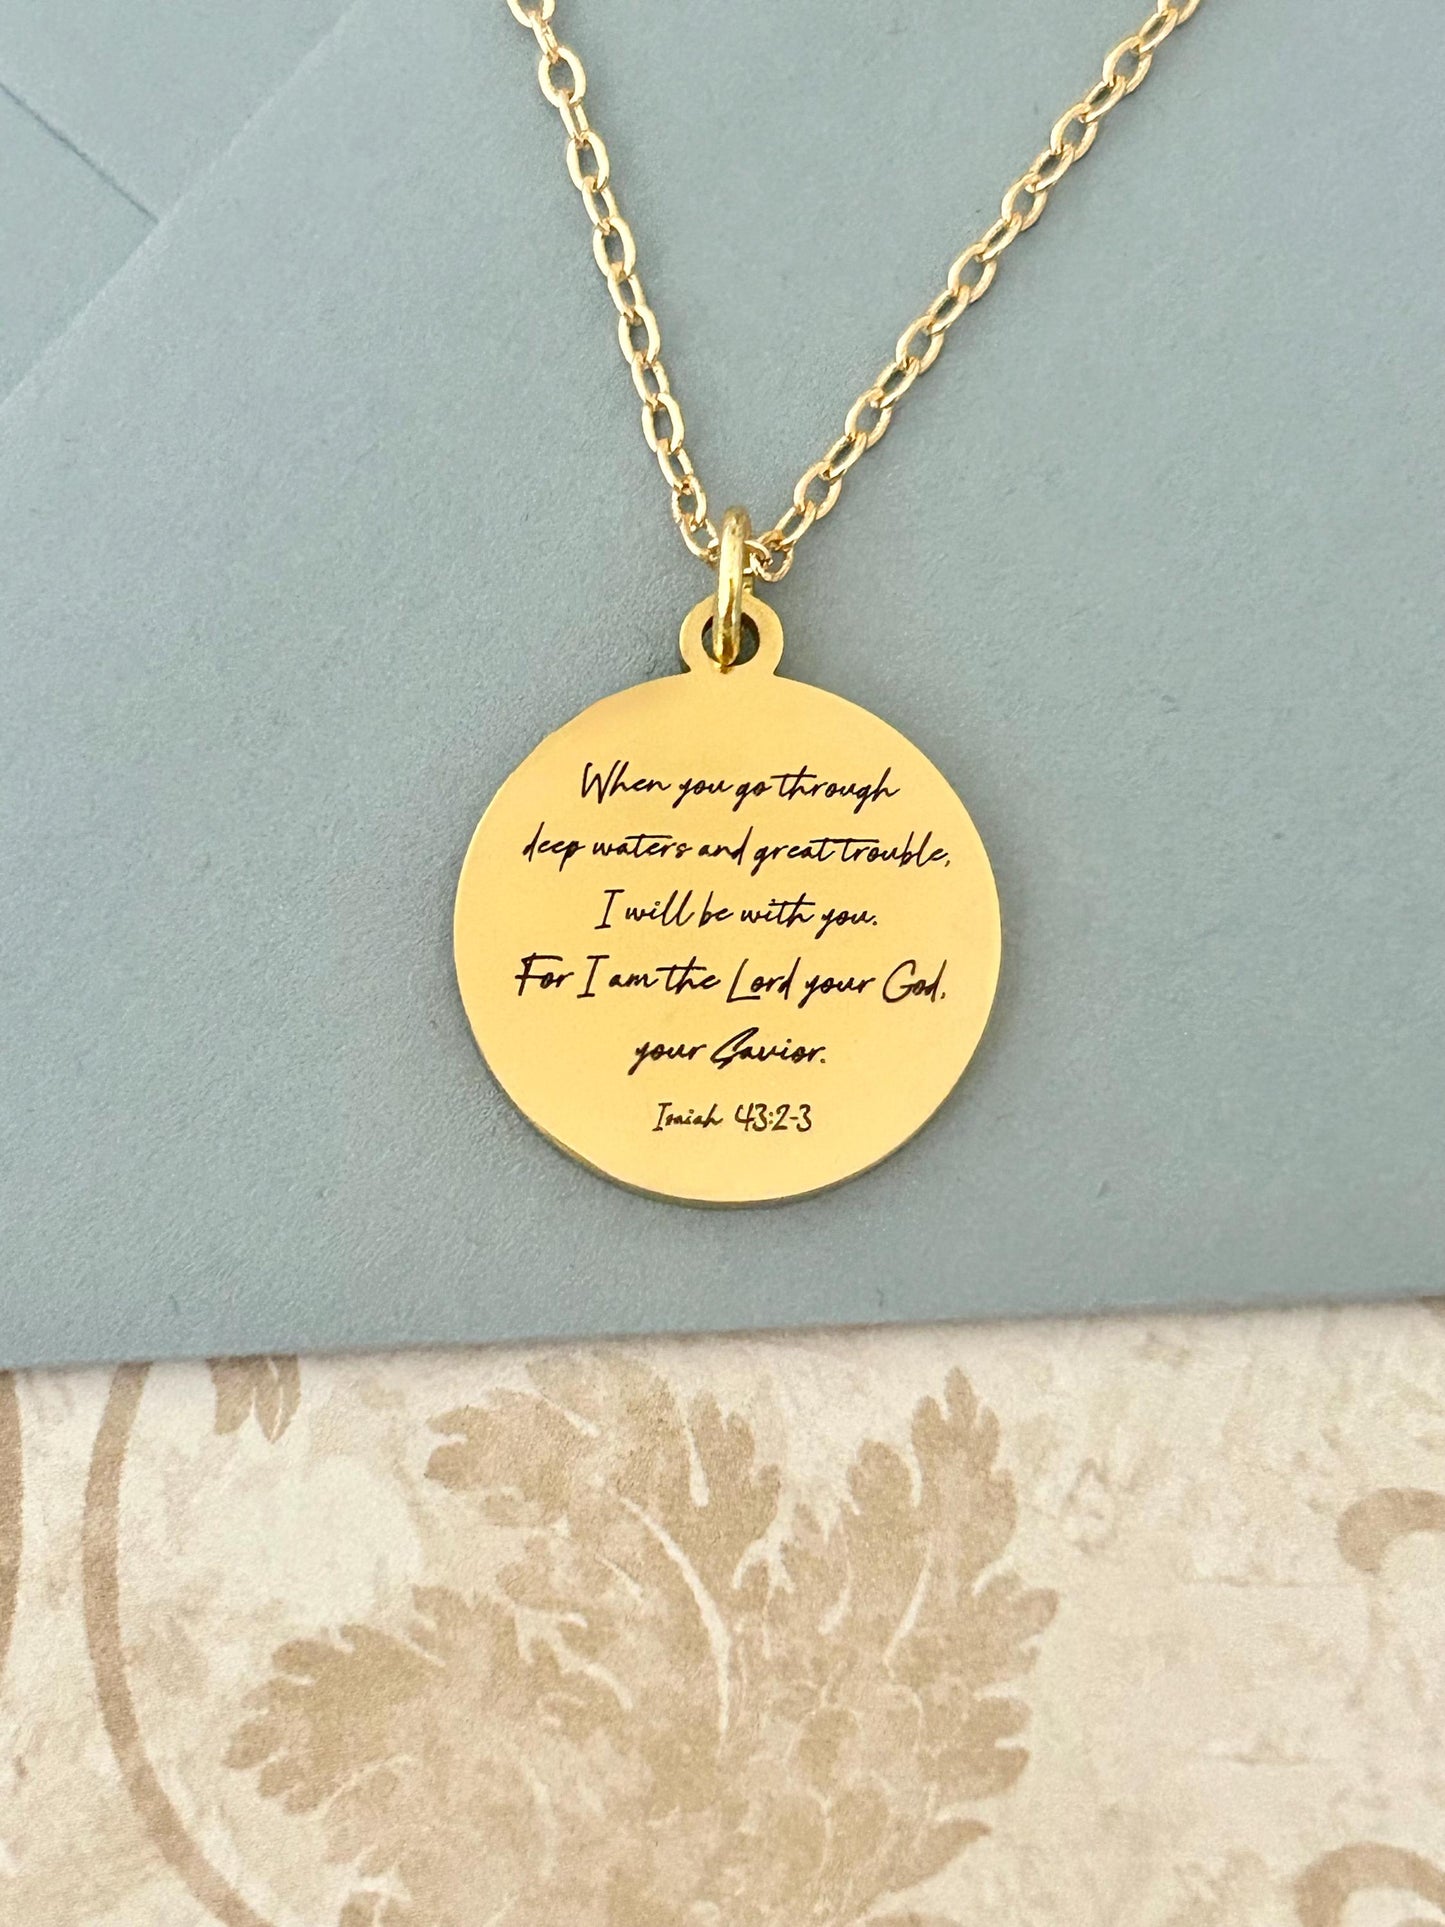 When you go through
deep waters and great trouble,
I will be with you.
For I am the Lord your God,
your Savior.
Isaiah 43:2-3